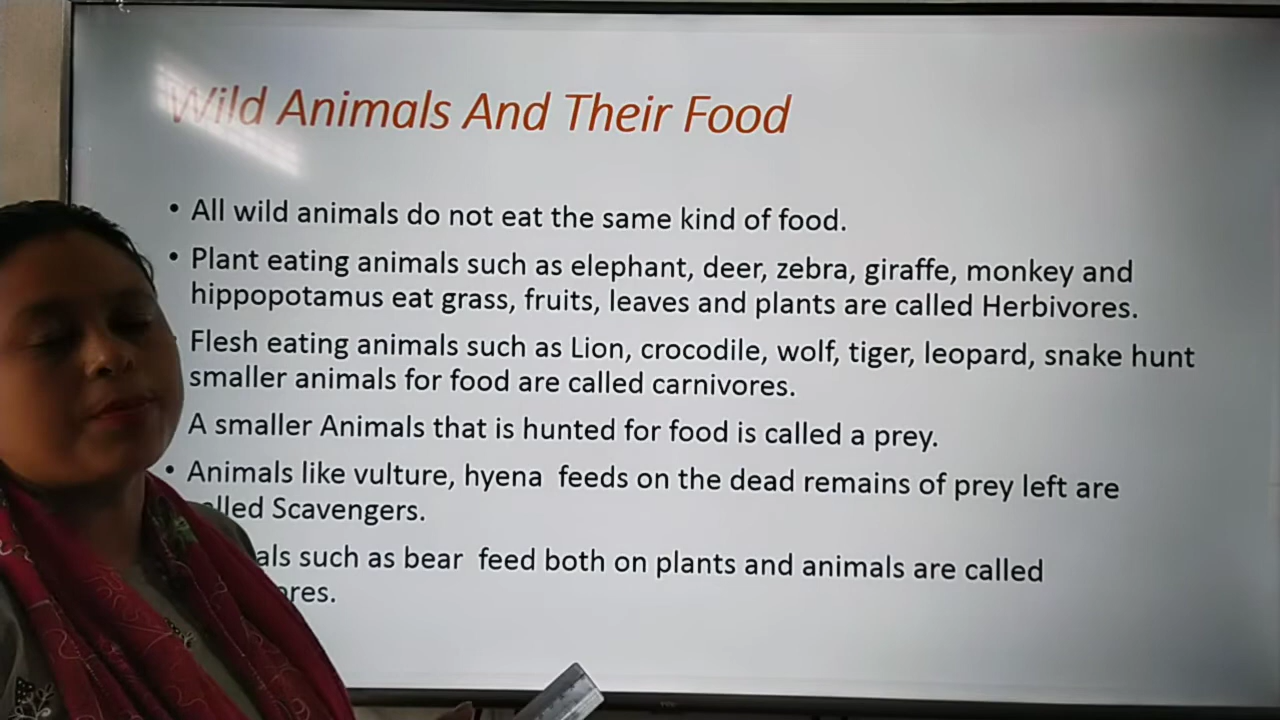 Wild Animals And Their Food
• All wild animals do not eat the same kind of food.
• Plant eating animals such as elephant, deer, zebra, giraffe, monkey and
hippopotamus eat grass, fruits, leaves and plants are called Herbivores.
Flesh eating animals such as Lion, crocodile, wolf, tiger, leopard, snake hunt
smaller animals for food are called carnivores.
A smaller Animals that is hunted for food is called a prey.
• Animals like vulture, hyena feeds on the dead remains of prey left are
Scavengers.
such as bear feed both on plants and animals are called